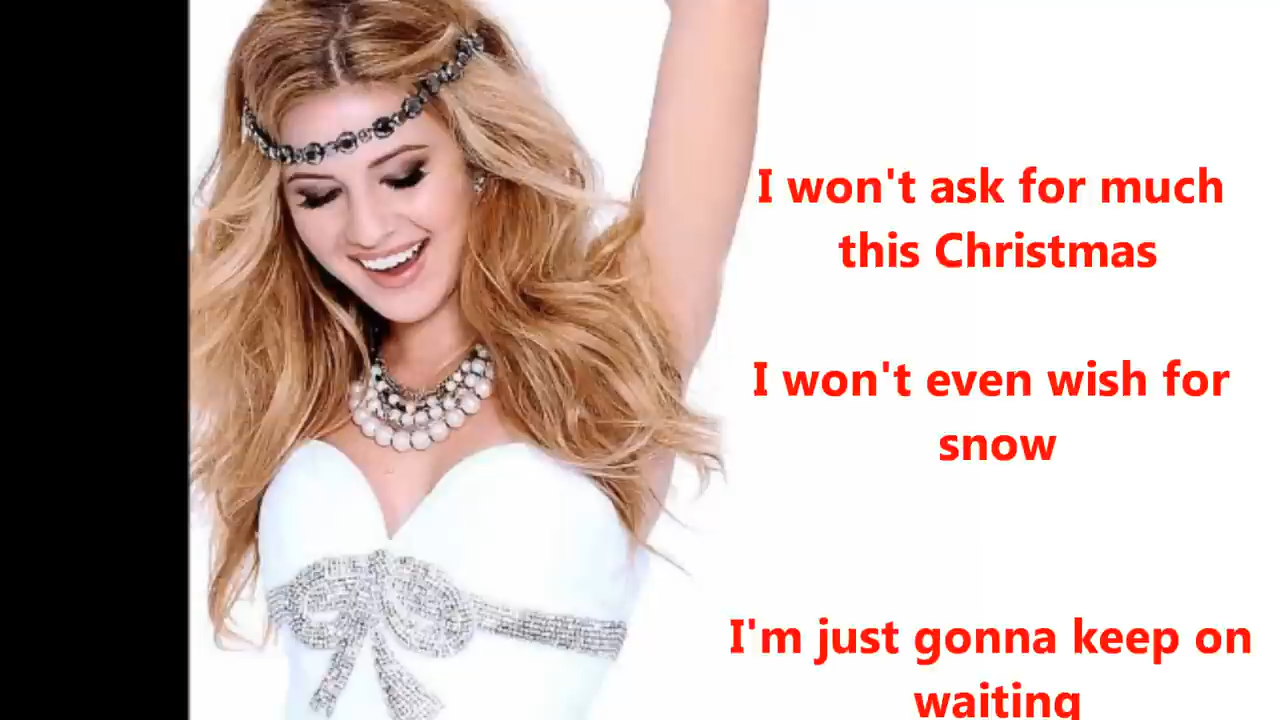 I won't ask for much
this Christmas
I won't even wish for
snow
I'm just gonna keep on
waiting